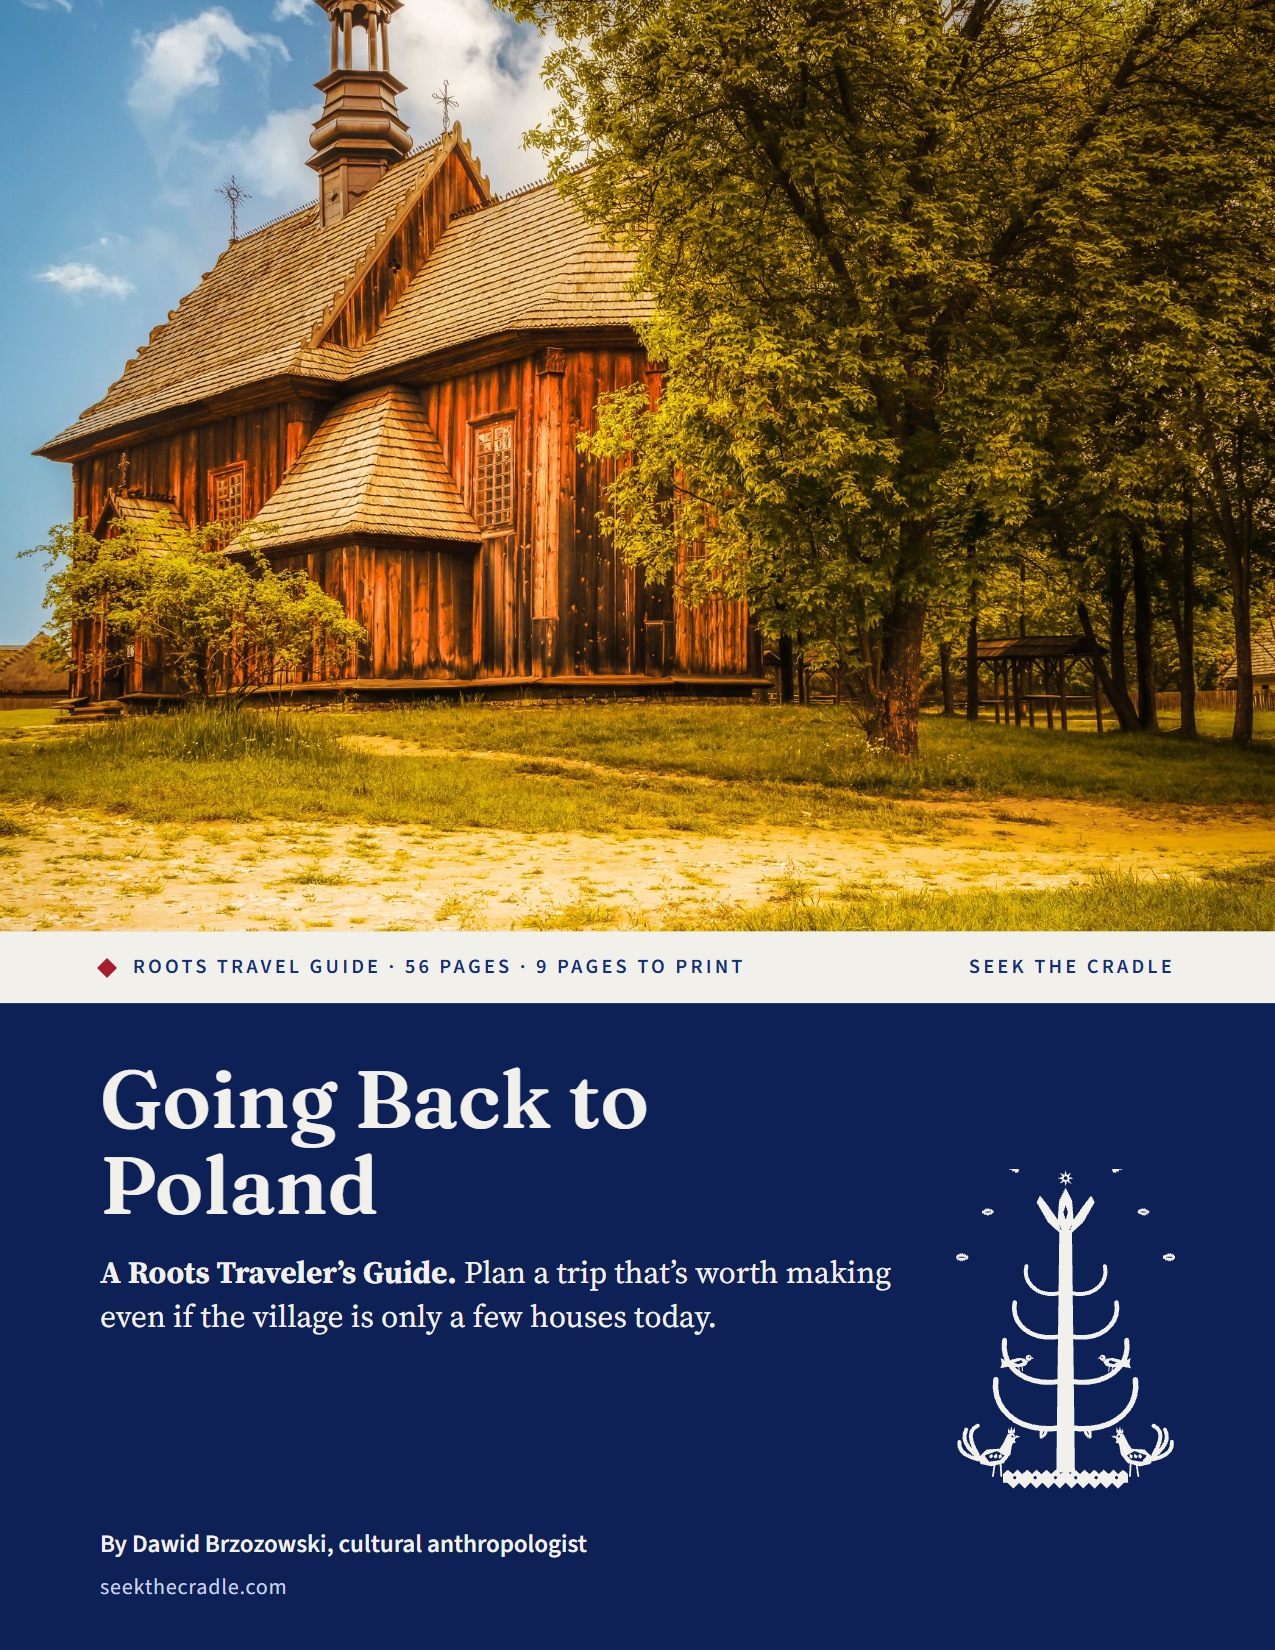 ROOTS TRAVEL GUIDE · 56 PAGES · 9 PAGES TO PRINT
SEEK THE CRADLE
Going Back to
Poland
A Roots Traveler’s Guide. Plan a trip that’s worth making
even if the village is only a few houses today.
By Dawid Brzozowski, cultural anthropologist
seekthecradle.com